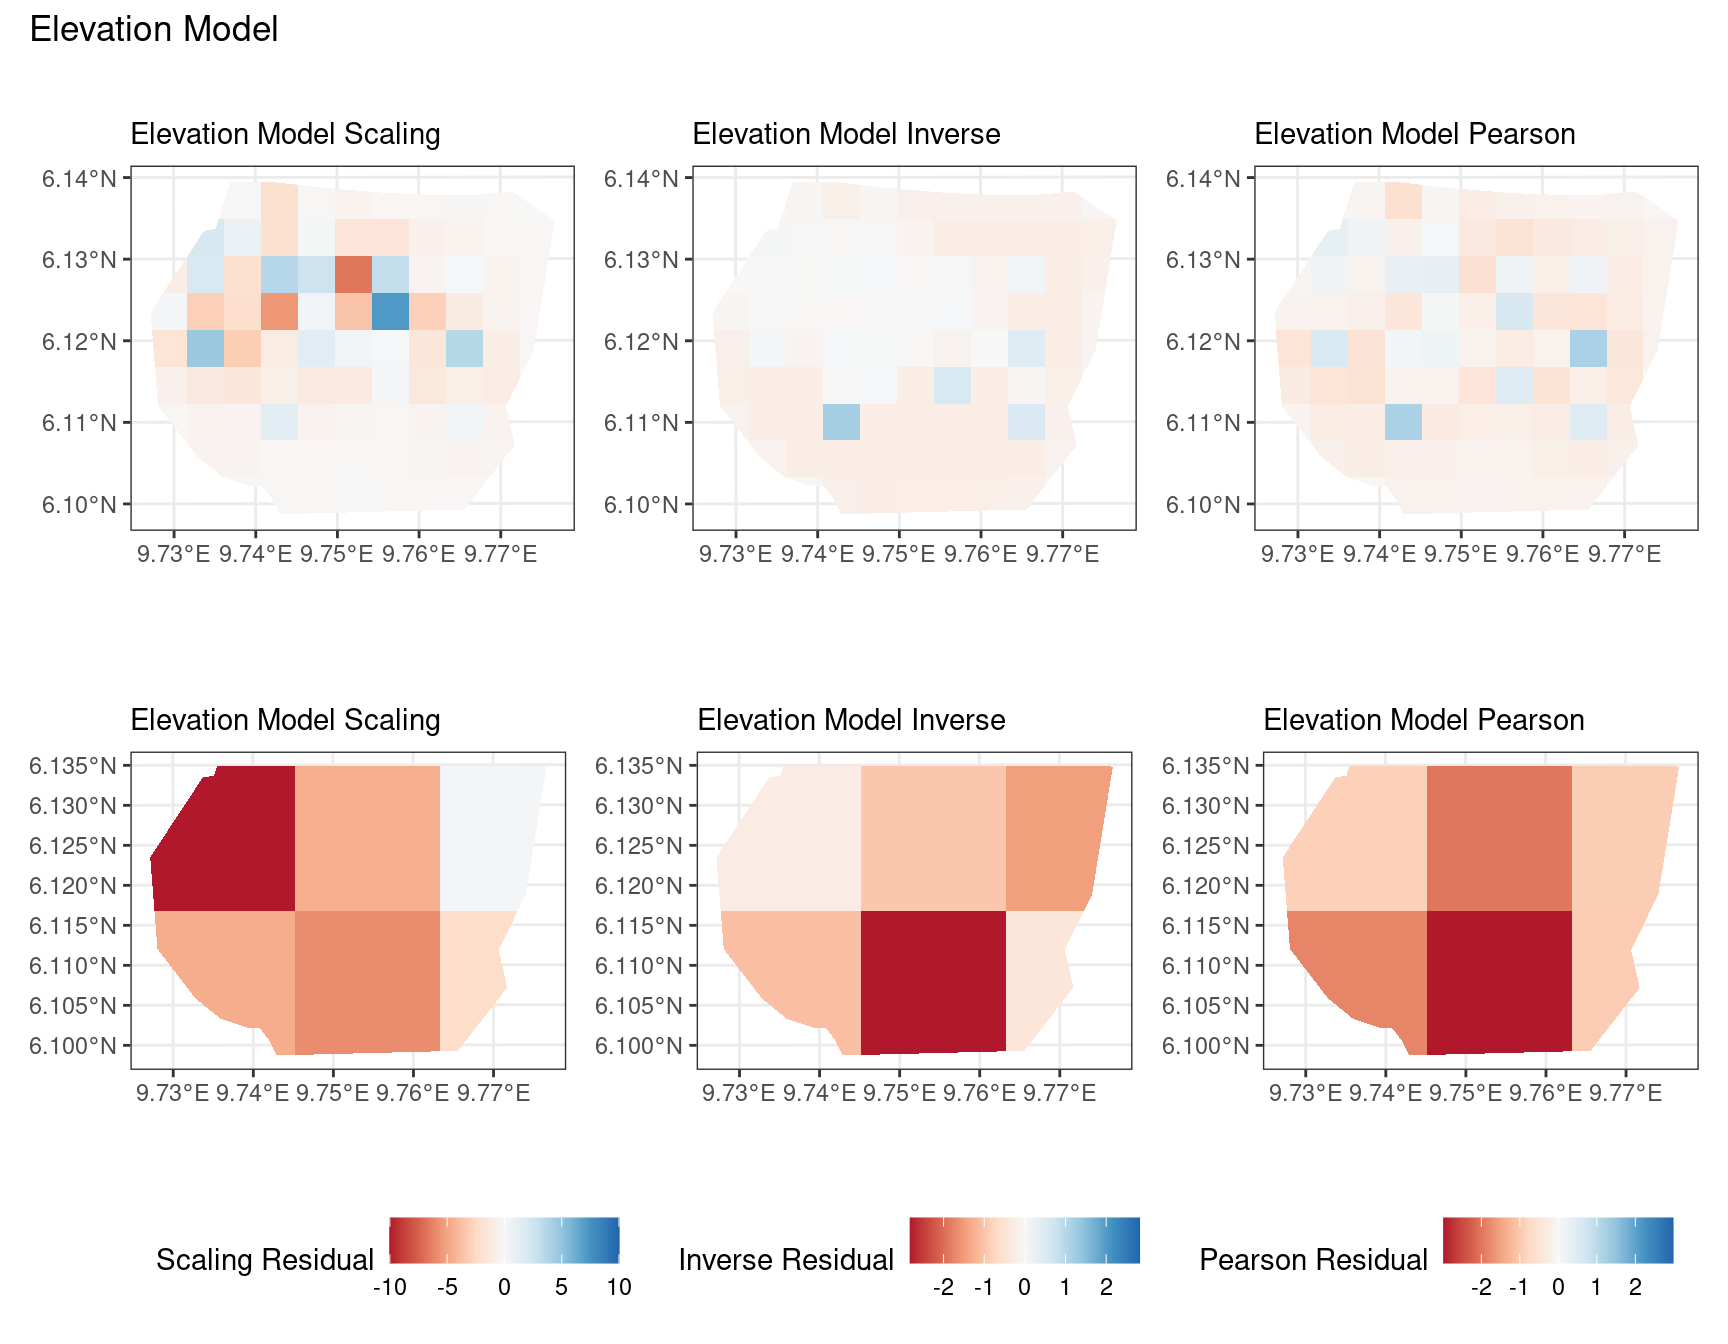 Elevation Model
Elevation Model Scaling
Elevation Model Inverse
Elevation Model Pearson
6.14°N
6.13°N
6.12°N
6.11°N
6.10°N
9.73°E 9.74°E 9.75°E 9.76°E 9.77°E
6.14°N
6.13°N
6.12°N
6.11°N
6.10°N
9.73°E 9.74°E 9.75°E 9.76°E 9.77°E
6.14°N
6.13°N
6.12°N
6.11°N
6.10°N
9.73°E 9.74°E 9.75°E 9.76°E 9.77°E
Elevation Model Scaling
Elevation Model Inverse
Elevation Model Pearson
6.135°N
6.130°N
6.125°N
6.120°N
6.115°N
6.110°N
6.105°N
6.100°N
9.73°E 9.74°E 9.75°E 9.76°E 9.77°E
6.135°N
6.130°N
6.125°N
6.120°N
6.115°N
6.110°N
6.105°N
6.100°N
9.73°E 9.74°E 9.75°E 9.76°E 9.77°E
6.135°N
6.130°N
6.125°N
6.120°N
6.115°N
6.110°N
6.105°N
6.100°N
9.73°E 9.74°E 9.75°E 9.76°E 9.77°E
Scaling Residual
-10 -5 0 5 10
Inverse Residual
-2 -1 0 1 2
Pearson Residual
-2 -1 0 1 2